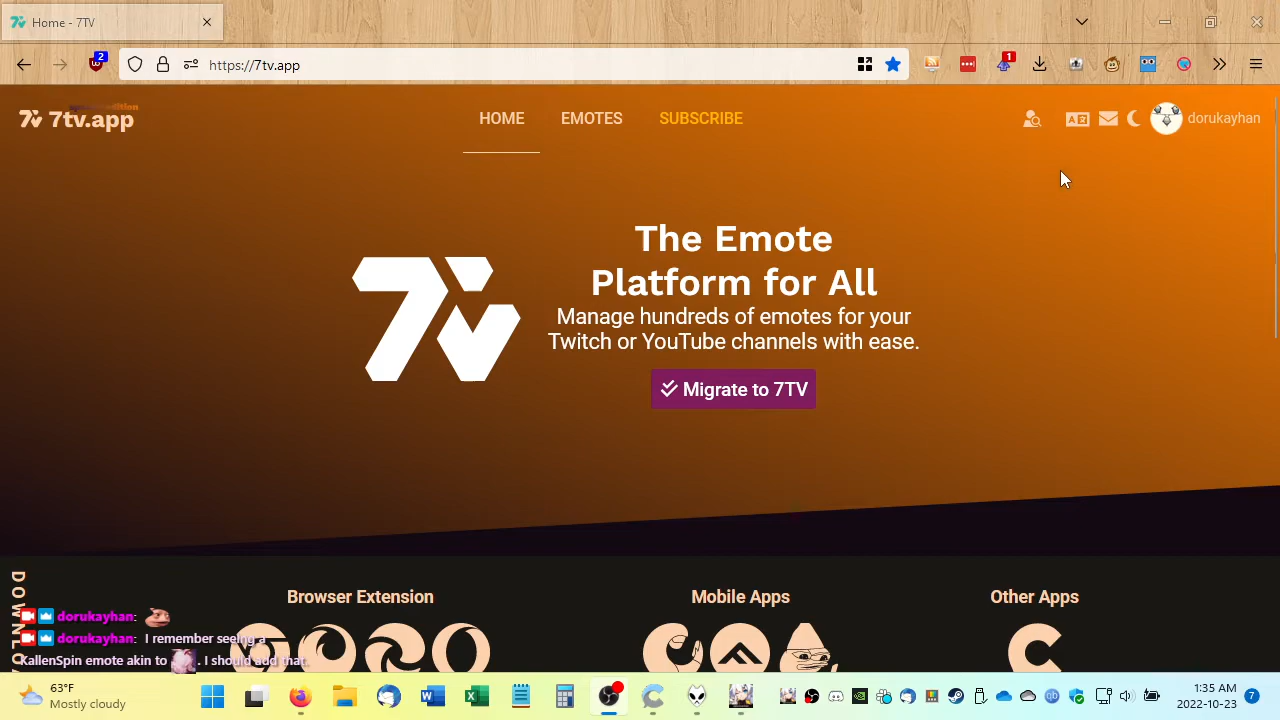 Home - 7TV
2
https://7tv.app
1
7tv.app
HOME
EMOTES
SUBSCRIBE
dorukayhan
The Emote
Platform for All
Manage hundreds of emotes for your
Twitch or YouTube channels with ease.
Migrate to 7TV
Browser Extension
Mobile Apps
Other Apps
dorukayhan:
dorukayhan: I remember seeing a
KallenSpin emote akin to . I should add that.
63°F
Mostly cloudy
1:35 AM
2022-10-23
7